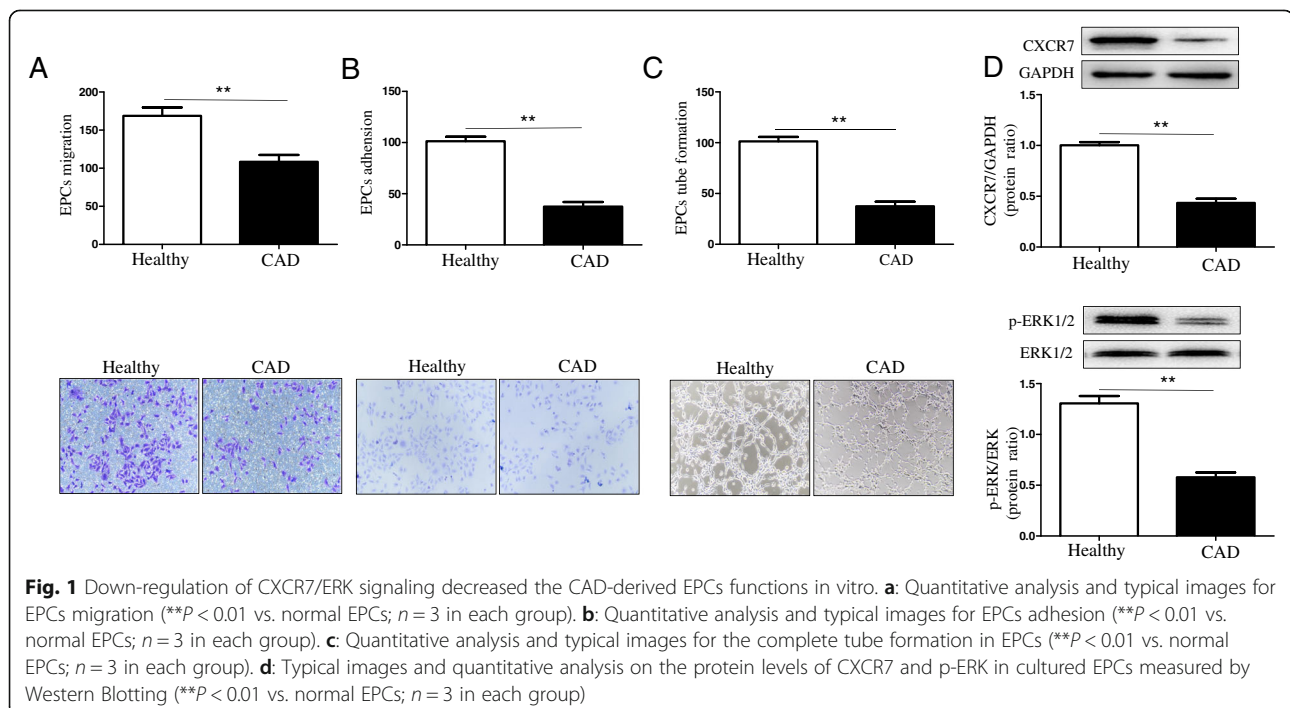 A
EPCs migration
200
150
100
50
0
**
Healthy
CAD
Healthy
CAD
B
EPCs adhension
150
100
50
0
**
Healthy
CAD
Healthy
CAD
C
EPCs tube formation
150
100
50
0
**
Healthy
CAD
Healthy
CAD
D
CXCR7
GAPDH
CXCR7/GAPDH
(protein ratio)
1.5
1.0
0.5
0.0
**
Healthy
CAD
p-ERK1/2
ERK1/2
p-ERK/ERK
(protein ratio)
1.5
1.0
0.5
0.0
**
Healthy
CAD
Fig. 1 Down-regulation of CXCR7/ERK signaling decreased the CAD-derived EPCs functions in vitro. a: Quantitative analysis and typical images for
EPCs migration (**P < 0.01 vs. normal EPCs; n = 3 in each group). b: Quantitative analysis and typical images for EPCs adhesion (**P < 0.01 vs.
normal EPCs; n = 3 in each group). c: Quantitative analysis and typical images for the complete tube formation in EPCs (**P < 0.01 vs. normal
EPCs; n = 3 in each group). d: Typical images and quantitative analysis on the protein levels of CXCR7 and p-ERK in cultured EPCs measured by
Western Blotting (**P < 0.01 vs. normal EPCs; n = 3 in each group)